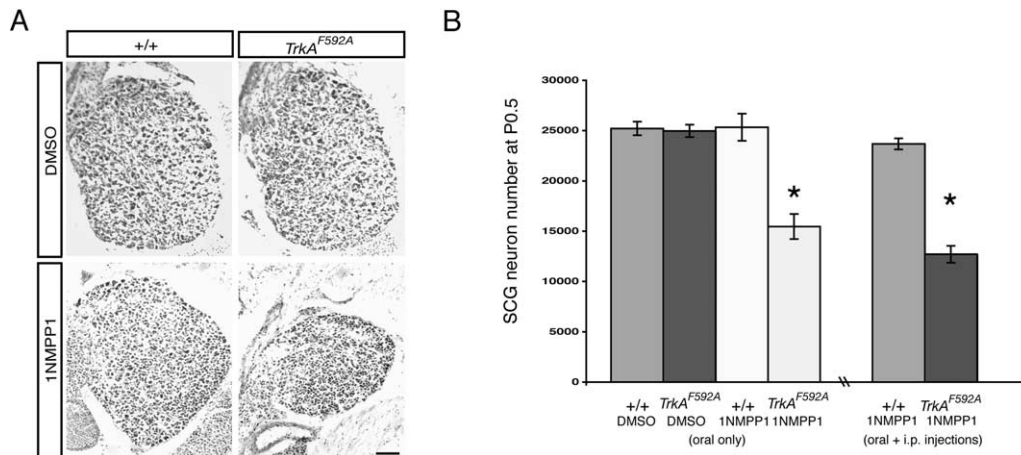 A
+/+ TrkA^F592A
DMSO
1NMPP1
B
SCG neuron number at P0.5
30000
25000
20000
15000
10000
5000
0
*
*
+/+ TrkA^F592A +/+ TrkA^F592A +/+ TrkA^F592A
DMSO DMSO 1NMPP1 1NMPP1 1NMPP1 1NMPP1
(oral only) (oral + i.p. injections)